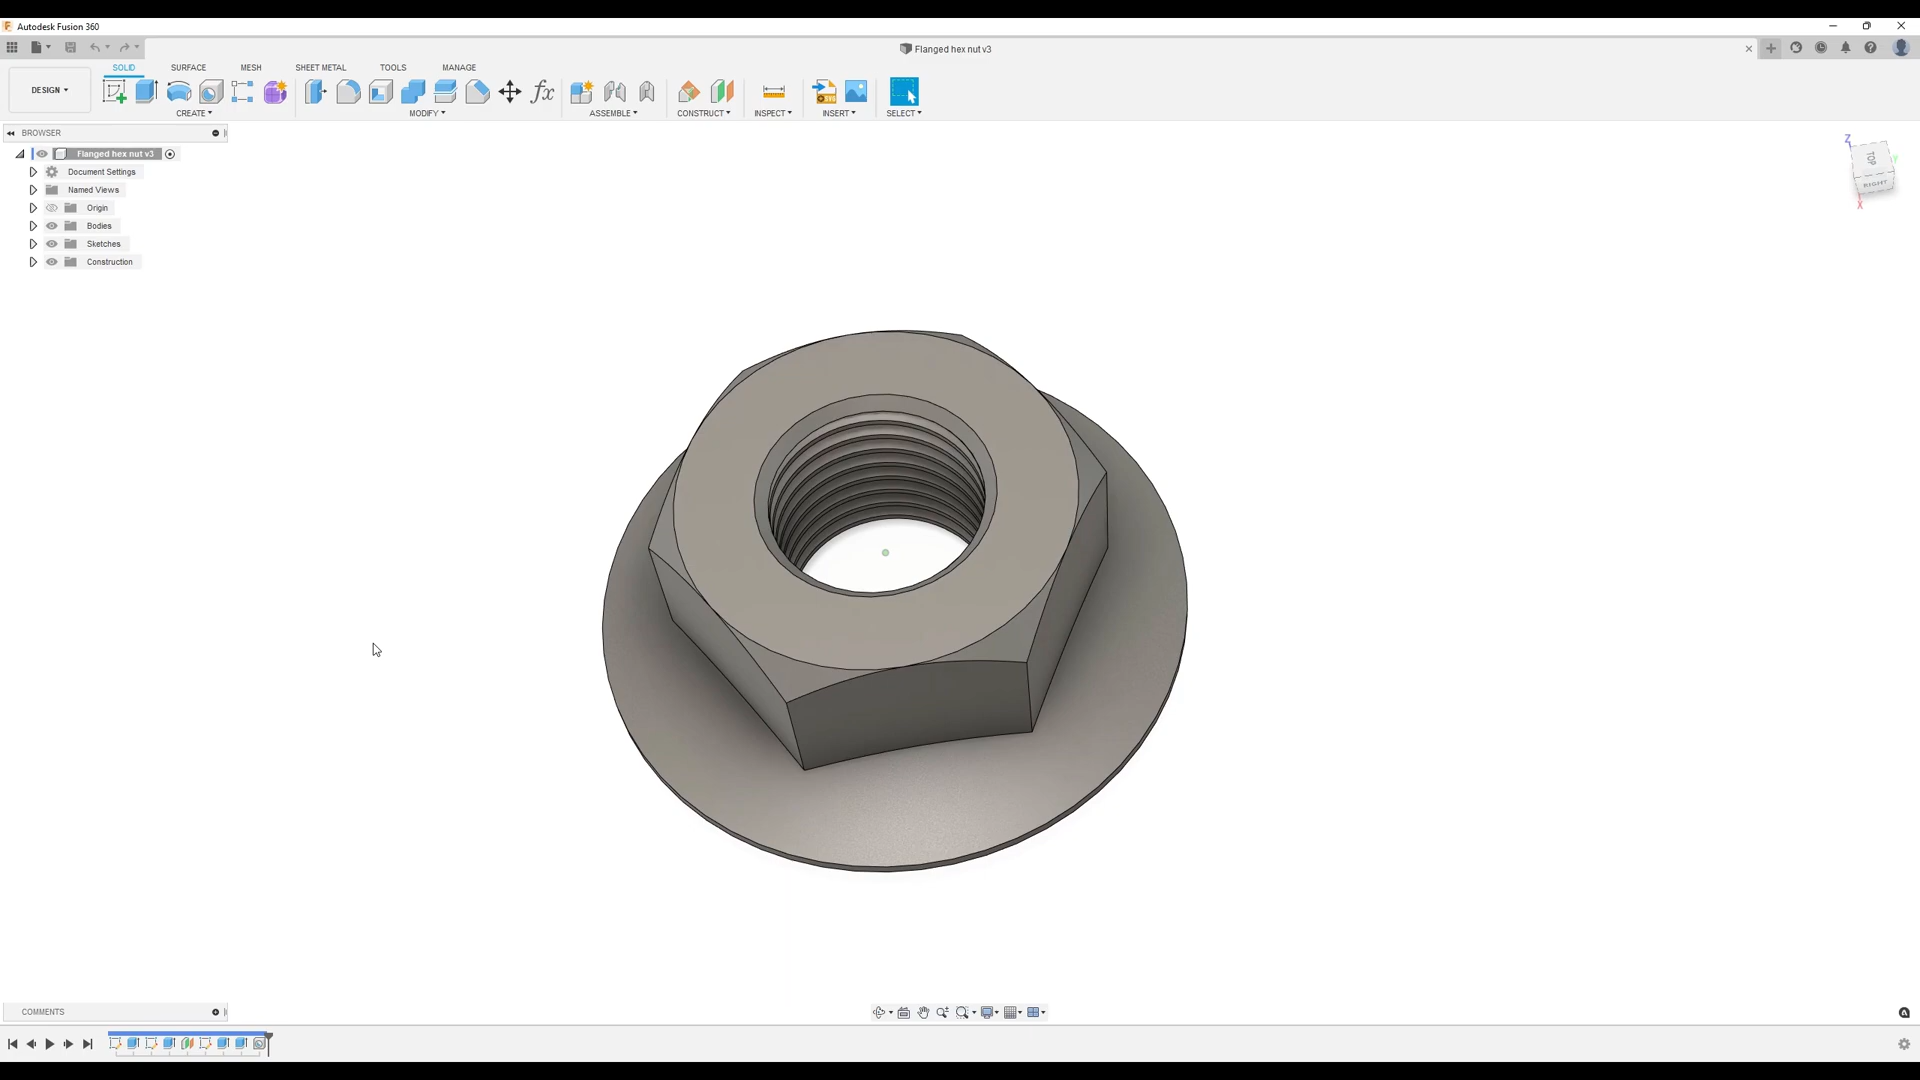 Autodesk Fusion 360
Flanged hex nut v3
SOLID SURFACE MESH SHEET METAL TOOLS MANAGE
DESIGN
CREATE MODIFY ASSEMBLE CONSTRUCT INSPECT INSERT SELECT
BROWSER
Flanged hex nut v3
Document Settings
Named Views
Origin
Bodies
Sketches
Construction
Z
Y
TOP
RIGHT
X
COMMENTS